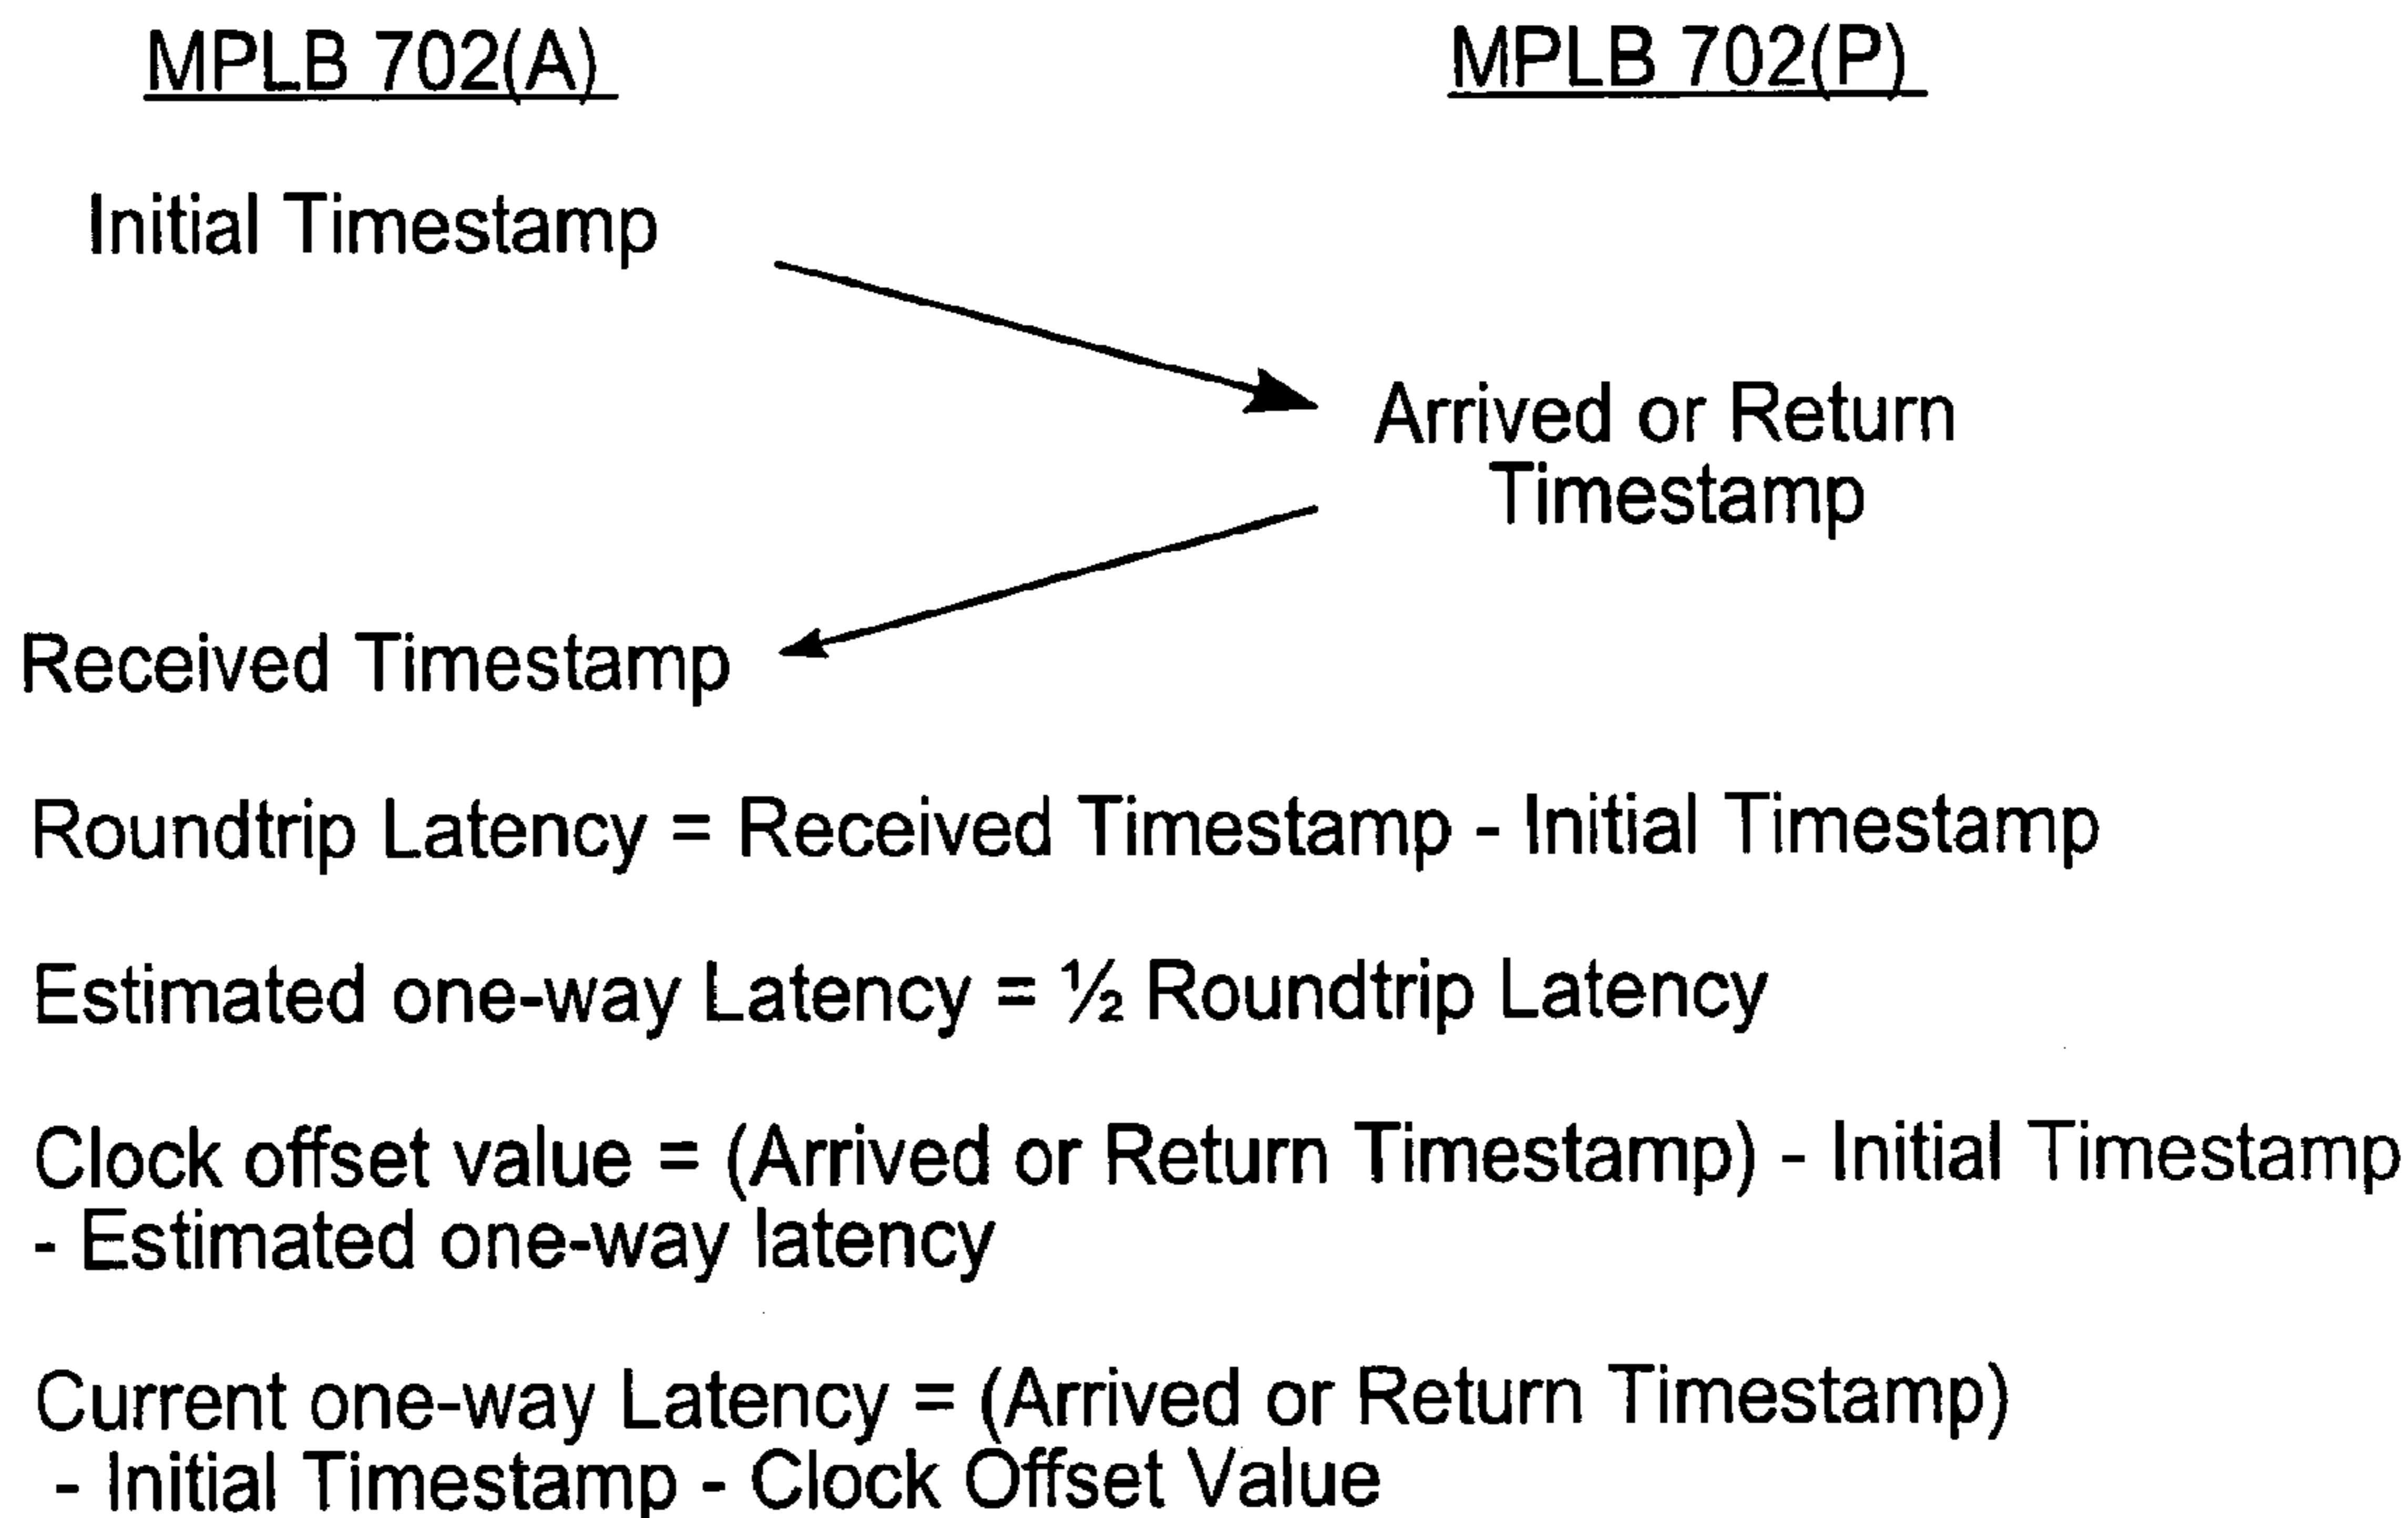 MPLB 702(A)
MPLB 702(P)
Initial Timestamp
Arrived or Return
Timestamp
Received Timestamp
Roundtrip Latency = Received Timestamp - Initial Timestamp
Estimated one-way Latency = ½ Roundtrip Latency
Clock offset value = (Arrived or Return Timestamp) - Initial Timestamp
- Estimated one-way latency
Current one-way Latency = (Arrived or Return Timestamp)
- Initial Timestamp - Clock Offset Value